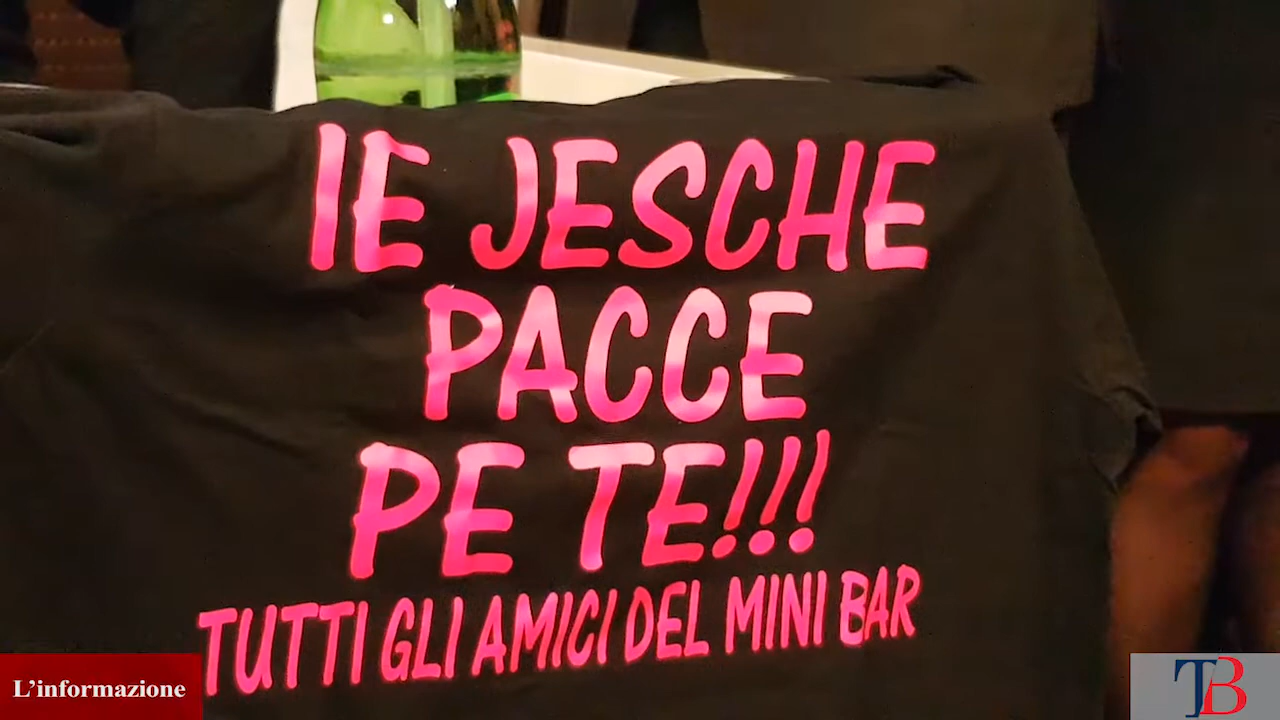 IE JESCHE
PACCE
PE TE!!!
TUTTI GLI AMICI DEL MINI BAR
L'informazione
TB